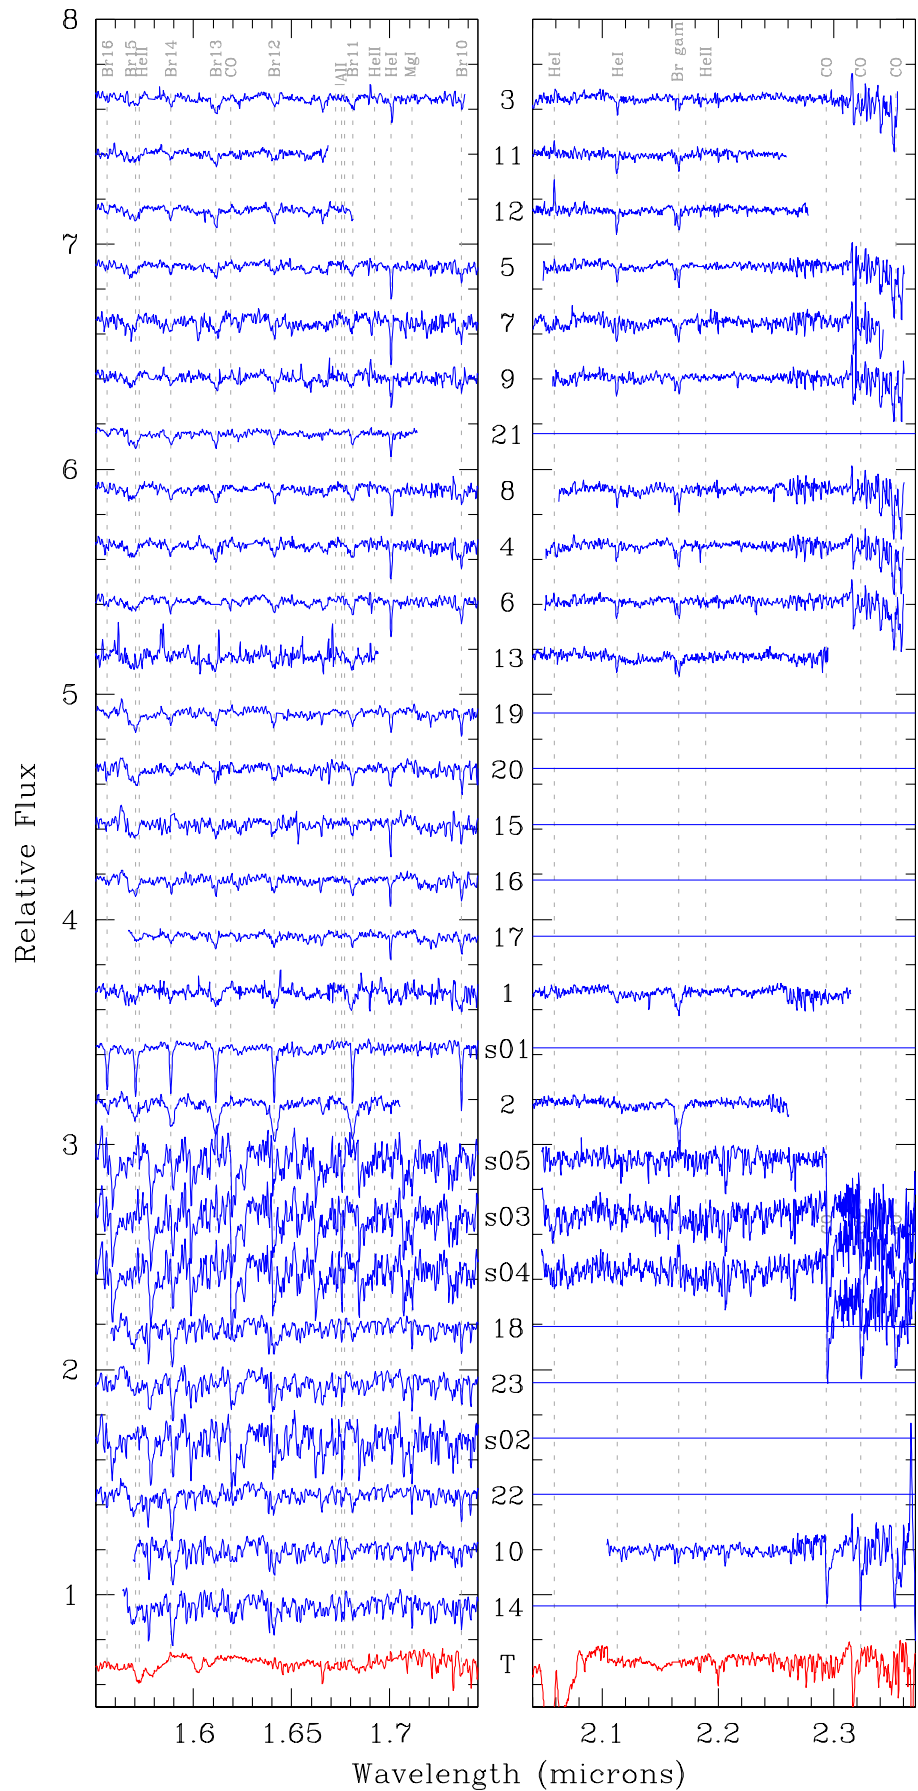 8
Br16
Br15
HeII
Br14
Br13
CO
Br12
AlI
Br11
HeII
HeI
MgI
Br10
HeI
HeI
Br gam
HeII
CO
CO
CO
3
11
12
7
5
7
9
21
6
8
4
6
13
5
19
20
15
16
4
17
1
s01
2
3
s05
s03
s04
18
2
23
s02
22
10
1
14
T
Relative Flux
1.6
1.65
1.7
2.1
2.2
2.3
Wavelength (microns)